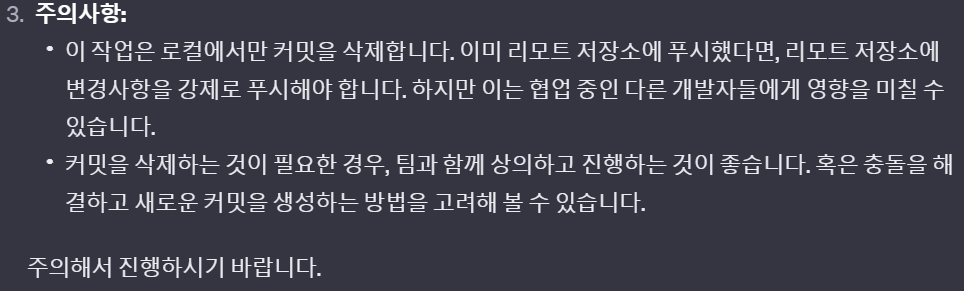 3. 주의사항:
• 이 작업은 로컬에서만 커밋을 삭제합니다. 이미 리모트 저장소에 푸시했다면, 리모트 저장소에
변경사항을 강제로 푸시해야 합니다. 하지만 이는 협업 중인 다른 개발자들에게 영향을 미칠 수
있습니다.
• 커밋을 삭제하는 것이 필요한 경우, 팀과 함께 상의하고 진행하는 것이 좋습니다. 혹은 충돌을 해
결하고 새로운 커밋을 생성하는 방법을 고려해 볼 수 있습니다.
주의해서 진행하시기 바랍니다.